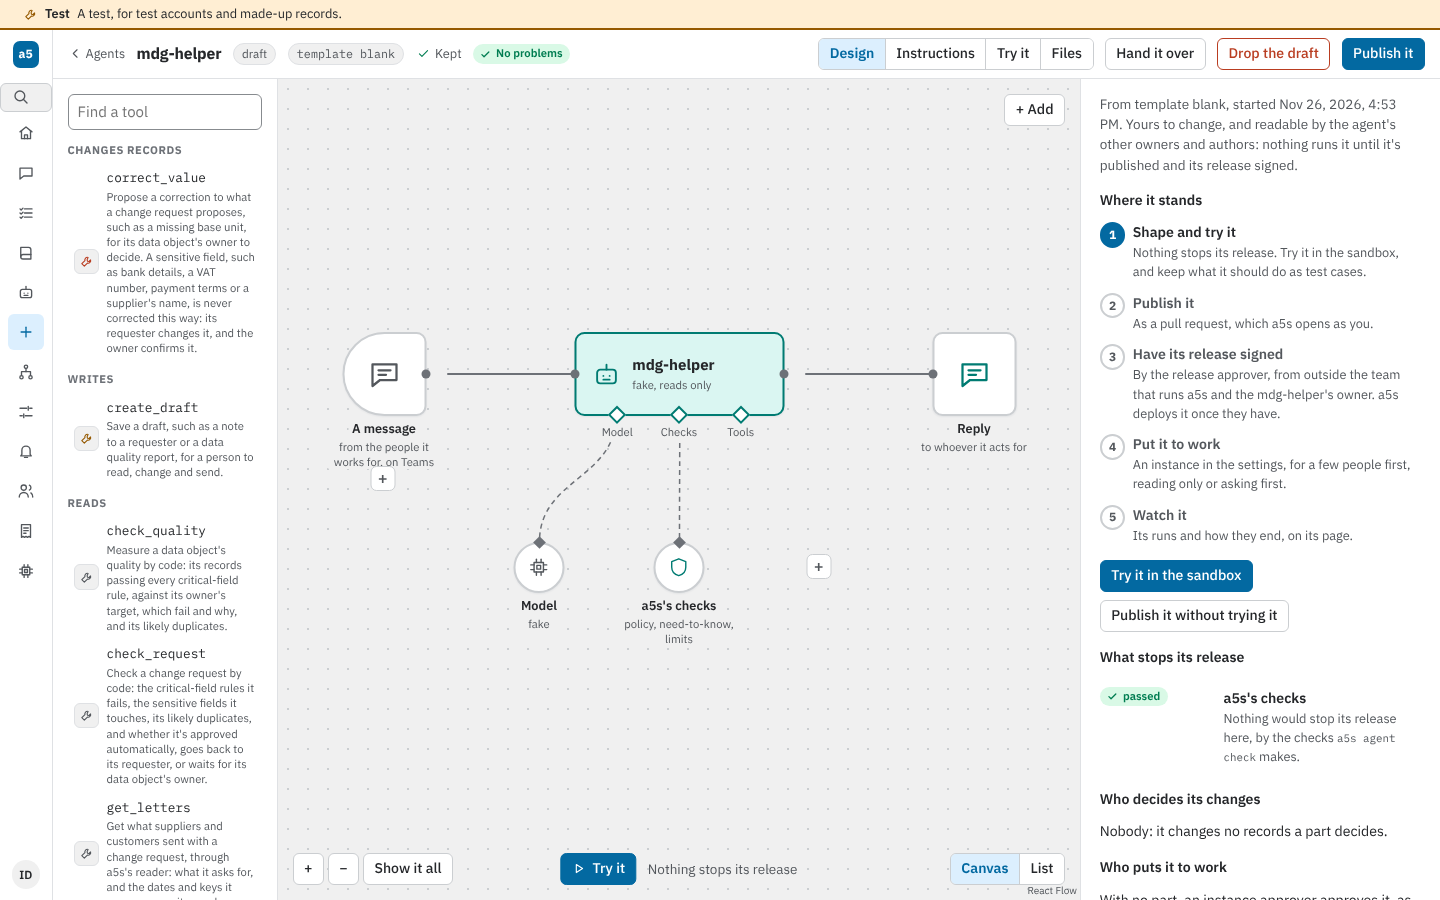 Test A test, for test accounts and made-up records.
a5
Agents
mdg-helper
draft
template blank
Kept
No problems
Design
Instructions
Try it
Files
Hand it over
Drop the draft
Publish it
Find a tool
CHANGES RECORDS
correct_value
Propose a correction to what
a change request proposes,
such as a missing base unit,
for its data object's owner to
decide. A sensitive field, such
as bank details, a VAT
number, payment terms or a
supplier's name, is never
corrected this way: its
requester changes it, and the
owner confirms it.
WRITES
create_draft
Save a draft, such as a note
to a requester or a data
quality report, for a person to
read, change and send.
READS
check_quality
Measure a data object's
quality by code: its records
passing every critical-field
rule, against its owner's
target, which fail and why,
and its likely duplicates.
check_request
Check a change request by
code: the critical-field rules it
fails, the sensitive fields it
touches, its likely duplicates,
and whether it's approved
automatically, goes back to
its requester, or waits for its
data object's owner.
get_letters
Get what suppliers and
customers sent with a
change request, through
a5s's reader: what it asks for,
and the dates and keys it
ID
+ Add
A message
from the people it
works for, on Teams
+
mdg-helper
fake, reads only
Model
Checks
Tools
Reply
to whoever it acts for
Model
fake
a5s's checks
policy, need-to-know,
limits
+
+
−
Show it all
Try it
Nothing stops its release
Canvas
List
React Flow
From template blank, started Nov 26, 2026, 4:53
PM. Yours to change, and readable by the agent's
other owners and authors: nothing runs it until it's
published and its release signed.
Where it stands
1 Shape and try it
Nothing stops its release. Try it in the sandbox,
and keep what it should do as test cases.
2 Publish it
As a pull request, which a5s opens as you.
3 Have its release signed
By the release approver, from outside the team
that runs a5s and the mdg-helper's owner. a5s
deploys it once they have.
4 Put it to work
An instance in the settings, for a few people first,
reading only or asking first.
5 Watch it
Its runs and how they end, on its page.
Try it in the sandbox
Publish it without trying it
What stops its release
passed
a5s's checks
Nothing would stop its release
here, by the checks a5s agent
check makes.
Who decides its changes
Nobody: it changes no records a part decides.
Who puts it to work
With no part, an instance approver approves it, as